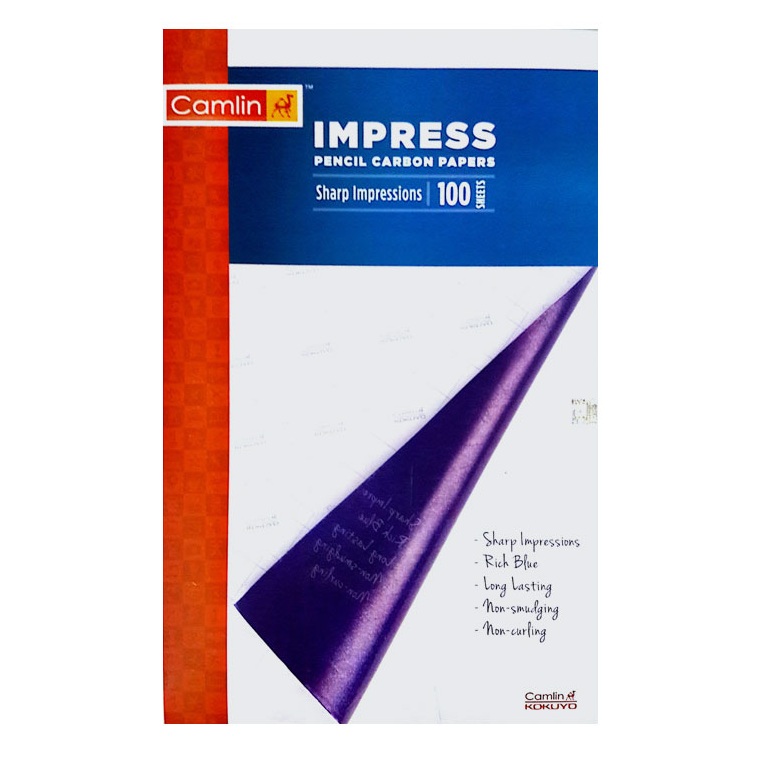 Camlin ™
IMPRESS
PENCIL CARBON PAPERS
Sharp Impressions | 100 SHEETS
- Sharp Impressions
- Rich Blue
- Long Lasting
- Non-smudging
- Non-curling
Camlin
KOKUYO